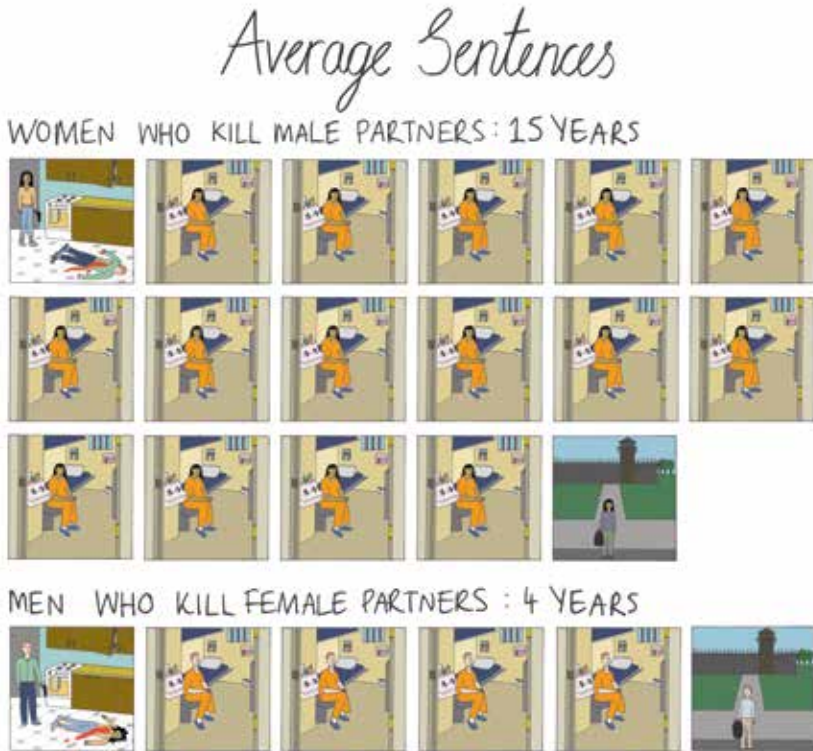 Average Sentences
WOMEN WHO KILL MALE PARTNERS: 15 YEARS
MEN WHO KILL FEMALE PARTNERS: 4 YEARS